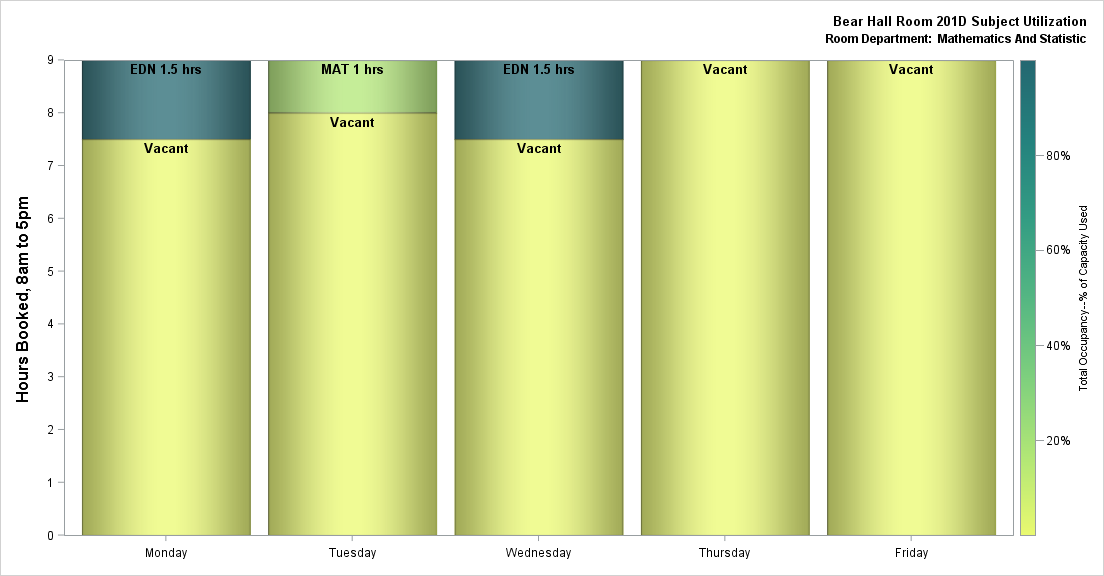 Bear Hall Room 201D Subject Utilization
Room Department: Mathematics And Statistic
Hours Booked, 8am to 5pm
9
8
7
6
5
4
3
2
1
0
EDN 1.5 hrs
Vacant
MAT 1 hrs
Vacant
EDN 1.5 hrs
Vacant
Vacant
Vacant
Monday
Tuesday
Wednesday
Thursday
Friday
80%
60%
40%
20%
Total Occupancy--% of Capacity Used